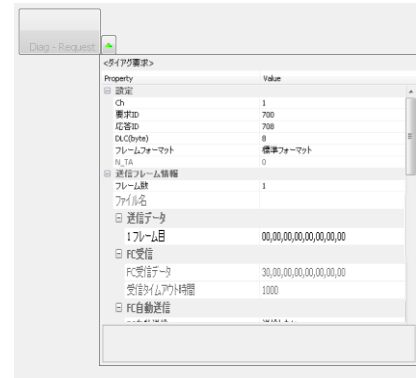 Diag - Request
<ダイアグ要求>
Property Value
設定
Ch 1
要求ID 700
応答ID 708
DLC(byte) 8
フレームフォーマット 標準フォーマット
N_TA 0
送信フレーム情報
フレーム数 1
ファイル名
送信データ
1フレーム目 00,00,00,00,00,00,00,00
FC受信
FC受信データ 30,00,00,00,00,00,00,00
受信タイムアウト時間 1000
FC自動送信